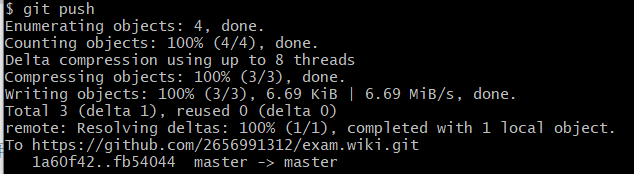 $ git push
Enumerating objects: 4, done.
Counting objects: 100% (4/4), done.
Delta compression using up to 8 threads
Compressing objects: 100% (3/3), done.
Writing objects: 100% (3/3), 6.69 KiB | 6.69 MiB/s, done.
Total 3 (delta 1), reused 0 (delta 0)
remote: Resolving deltas: 100% (1/1), completed with 1 local object.
To https://github.com/2656991312/exam.wiki.git
   1a60f42..fb54044  master -> master